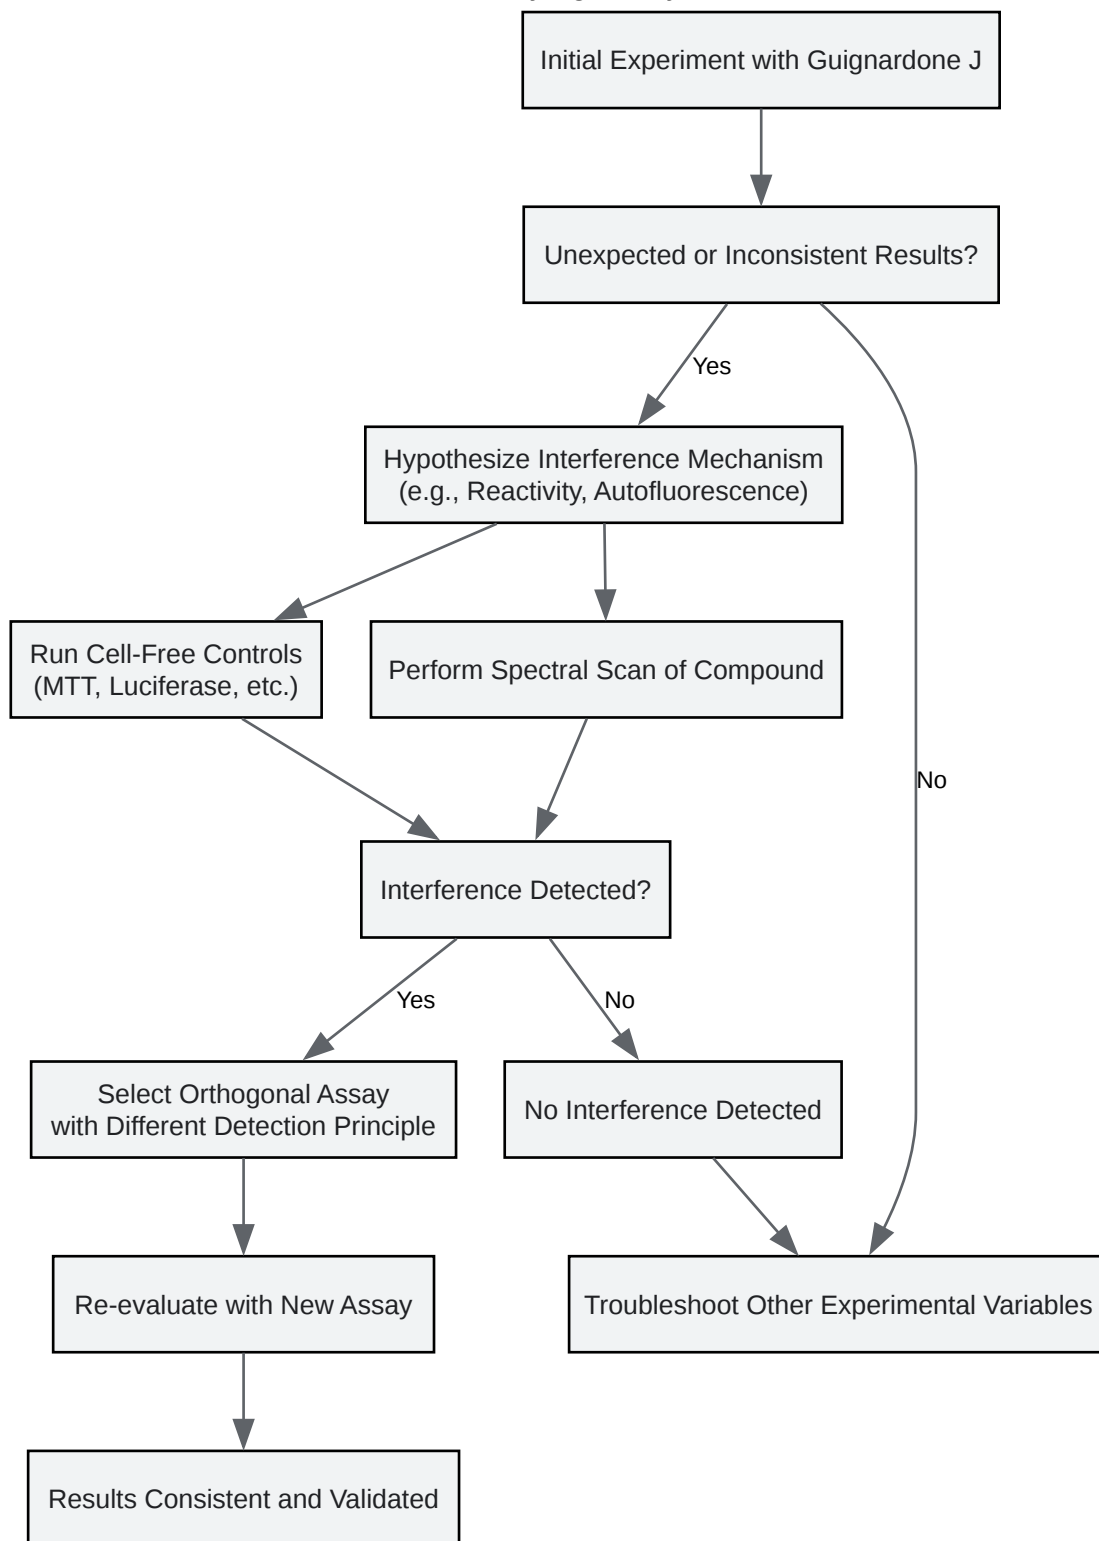 Initial Experiment with Guignardone J
Unexpected or Inconsistent Results?
Yes
Hypothesize Interference Mechanism
(e.g., Reactivity, Autofluorescence)
Run Cell-Free Controls
(MTT, Luciferase, etc.)
Perform Spectral Scan of Compound
No
Interference Detected?
Yes
No
Select Orthogonal Assay
with Different Detection Principle
No Interference Detected
Re-evaluate with New Assay
Troubleshoot Other Experimental Variables
Results Consistent and Validated